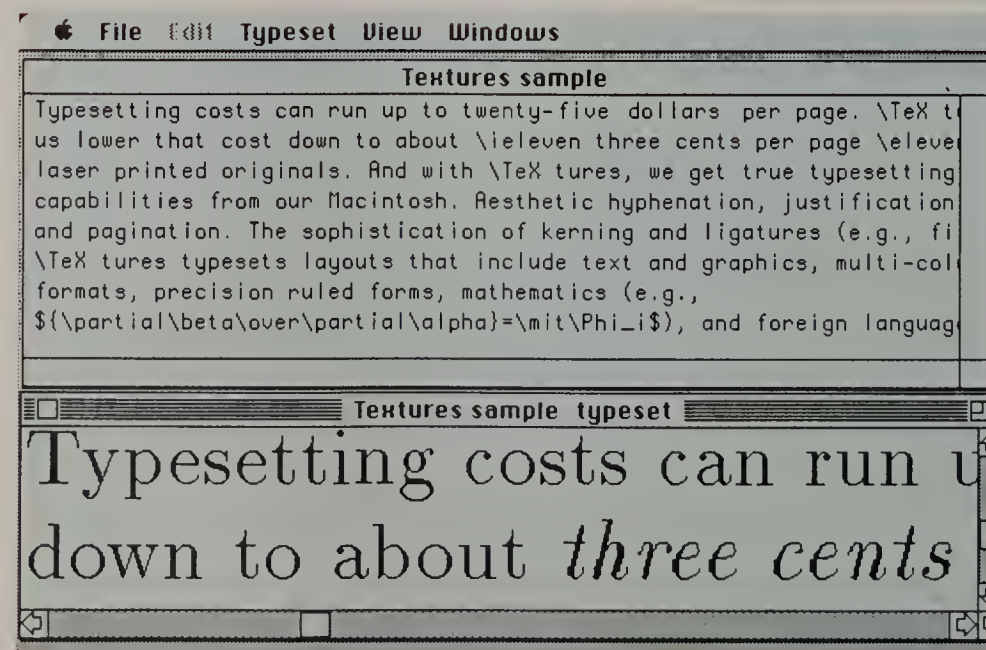 File Edit Typeset View Windows
Textures sample
Typesetting costs can run up to twenty-five dollars per page. \TeX
us lower that cost down to about \ieleven three cents per page
laser printed originals. And with \TeX tures, we get true typesetting
capabilities from our Macintosh. Aesthetic hyphenation, justification
and pagination. The sophistication of kerning and ligatures (e.g., fi
\TeX tures typesets layouts that include text and graphics,
formats, precision ruled forms, mathematics (e.g.,
${\partial\beta\over\partial\alpha}=\mit\Phi_i$), and foreign
Textures sample typeset
Typesetting costs can run
down to about three cents